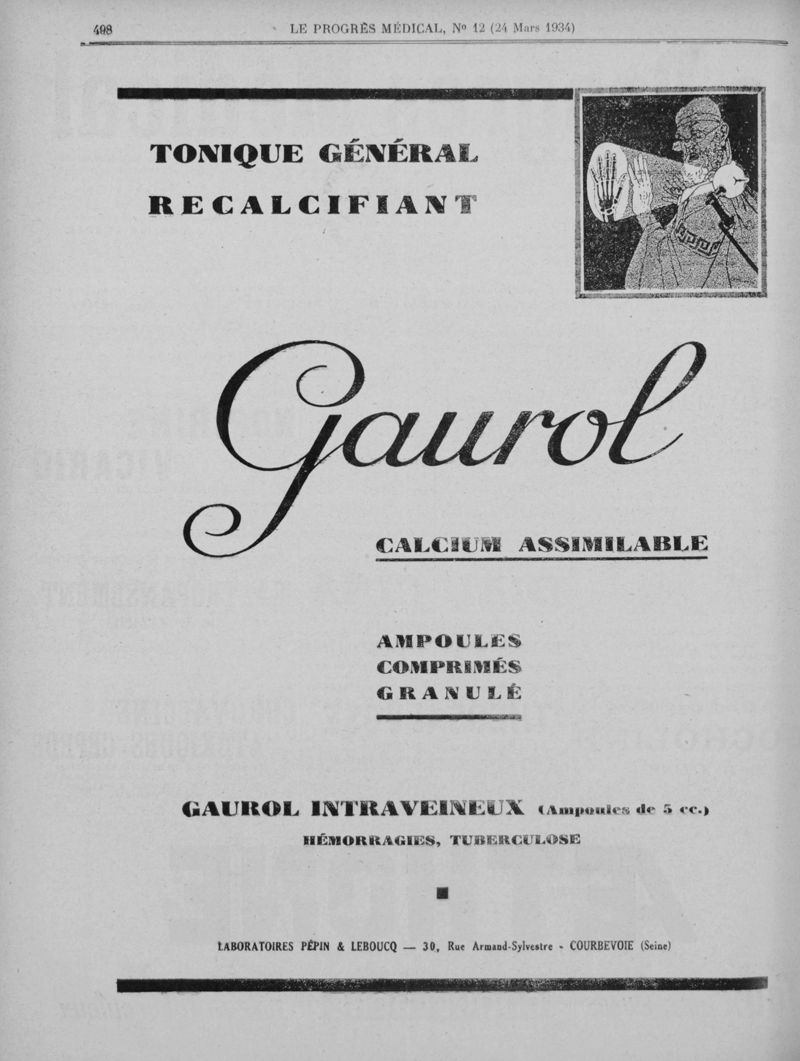 498
LE PROGRÈS MÉDICAL, No 12 (24 Mars 1934)
TONIQUE GÉNÉRAL
RECALCIFIANT
Gaurol
CALCIUM ASSIMILABLE
AMPOULES
COMPRIMÉS
GRANULÉ
GAUROL INTRAVEINEUX (Ampoules de 5 cc.)
HÉMORRAGIES, TUBERCULOSE
LABORATOIRES PÉPIN & LEBOUCQ — 30, Rue Armand-Sylvestre - COURBEVOIE (Seine)